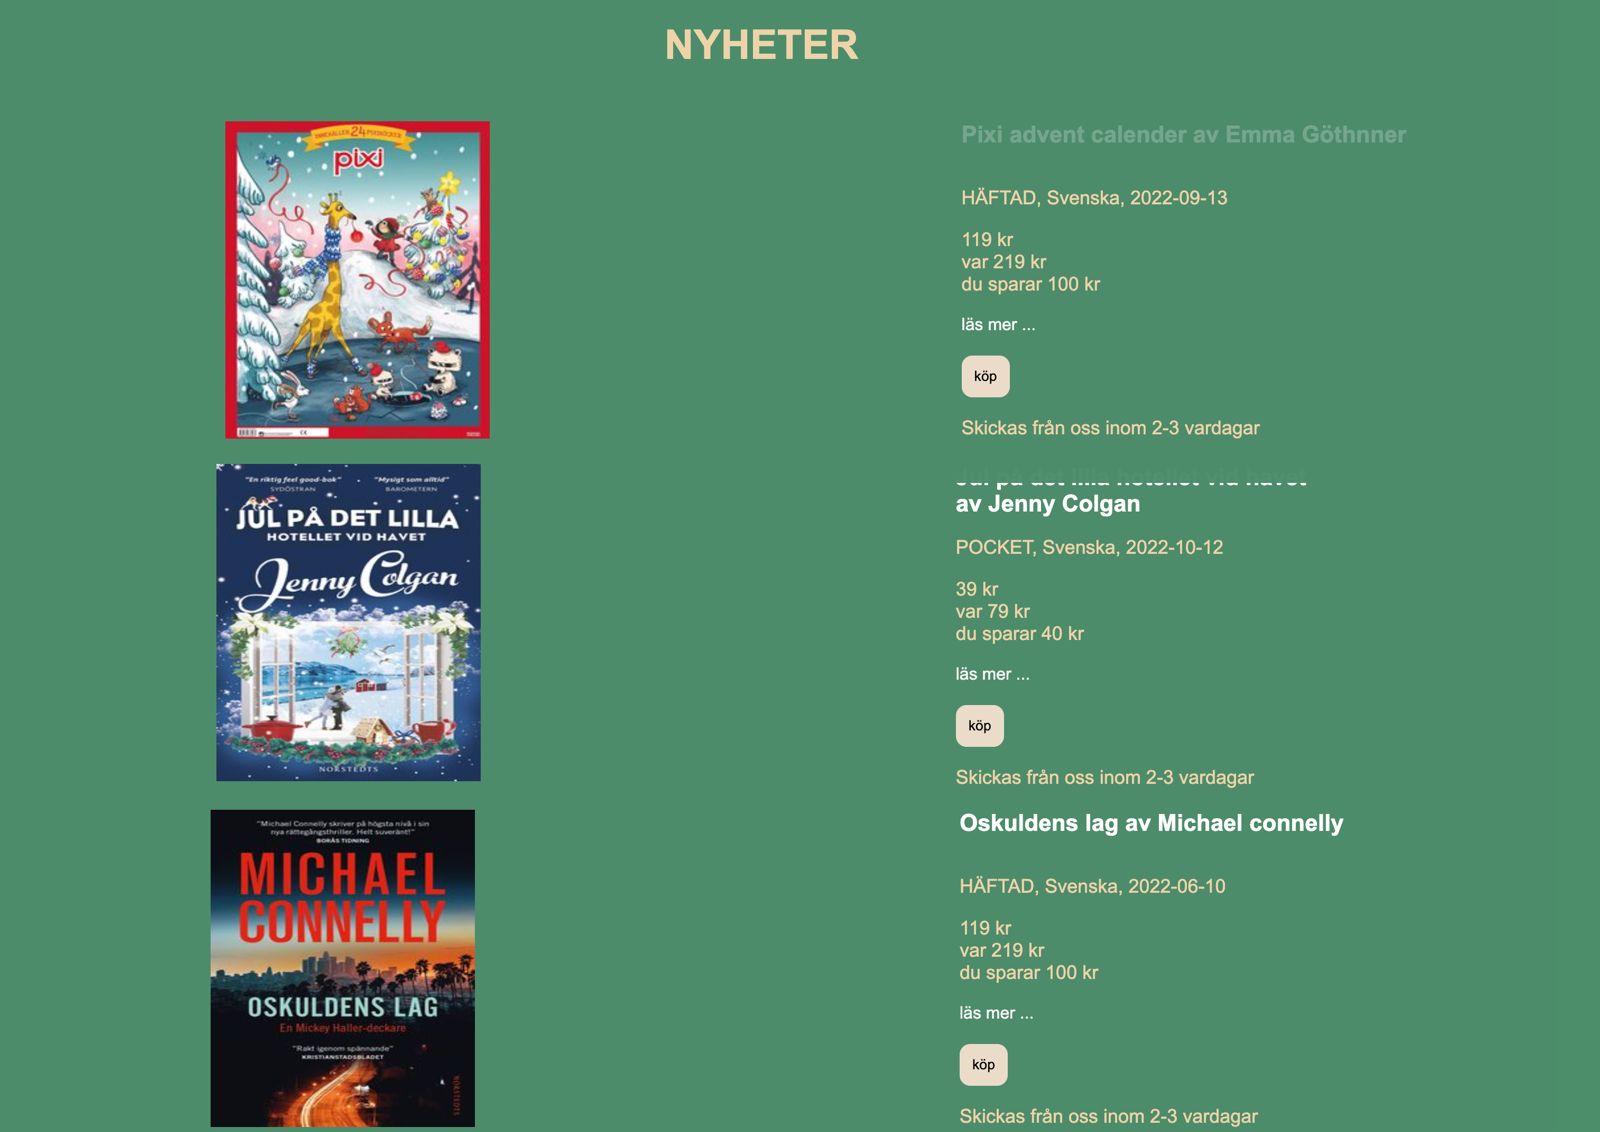 NYHETER
INNEHÅLLER 24 PIXIBÖCKER
pixi
Pixi advent calender av Emma Göthnner
HÄFTAD, Svenska, 2022-09-13
119 kr
var 219 kr
du sparar 100 kr
läs mer ...
köp
Skickas från oss inom 2-3 vardagar
"En riktig feel good-bok"
SYDÖSTRAN
"Mysigt som alltid"
BAROMETERN
JUL PÅ DET LILLA
HOTELLET VID HAVET
Jenny Colgan
NORSTEDTS
Jul på det lilla hotellet vid havet
av Jenny Colgan
POCKET, Svenska, 2022-10-12
39 kr
var 79 kr
du sparar 40 kr
läs mer ...
köp
Skickas från oss inom 2-3 vardagar
"Michael Connelly skriver på högsta nivå i sin
nya rättegångsthriller. Helt suveränt!"
BORÅS TIDNING
MICHAEL
CONNELLY
OSKULDENS LAG
En Mickey Haller-deckare
"Rakt igenom spännande"
KRISTIANSTADSBLADET
NORSTEDTS
Oskuldens lag av Michael connelly
HÄFTAD, Svenska, 2022-06-10
119 kr
var 219 kr
du sparar 100 kr
läs mer ...
köp
Skickas från oss inom 2-3 vardagar